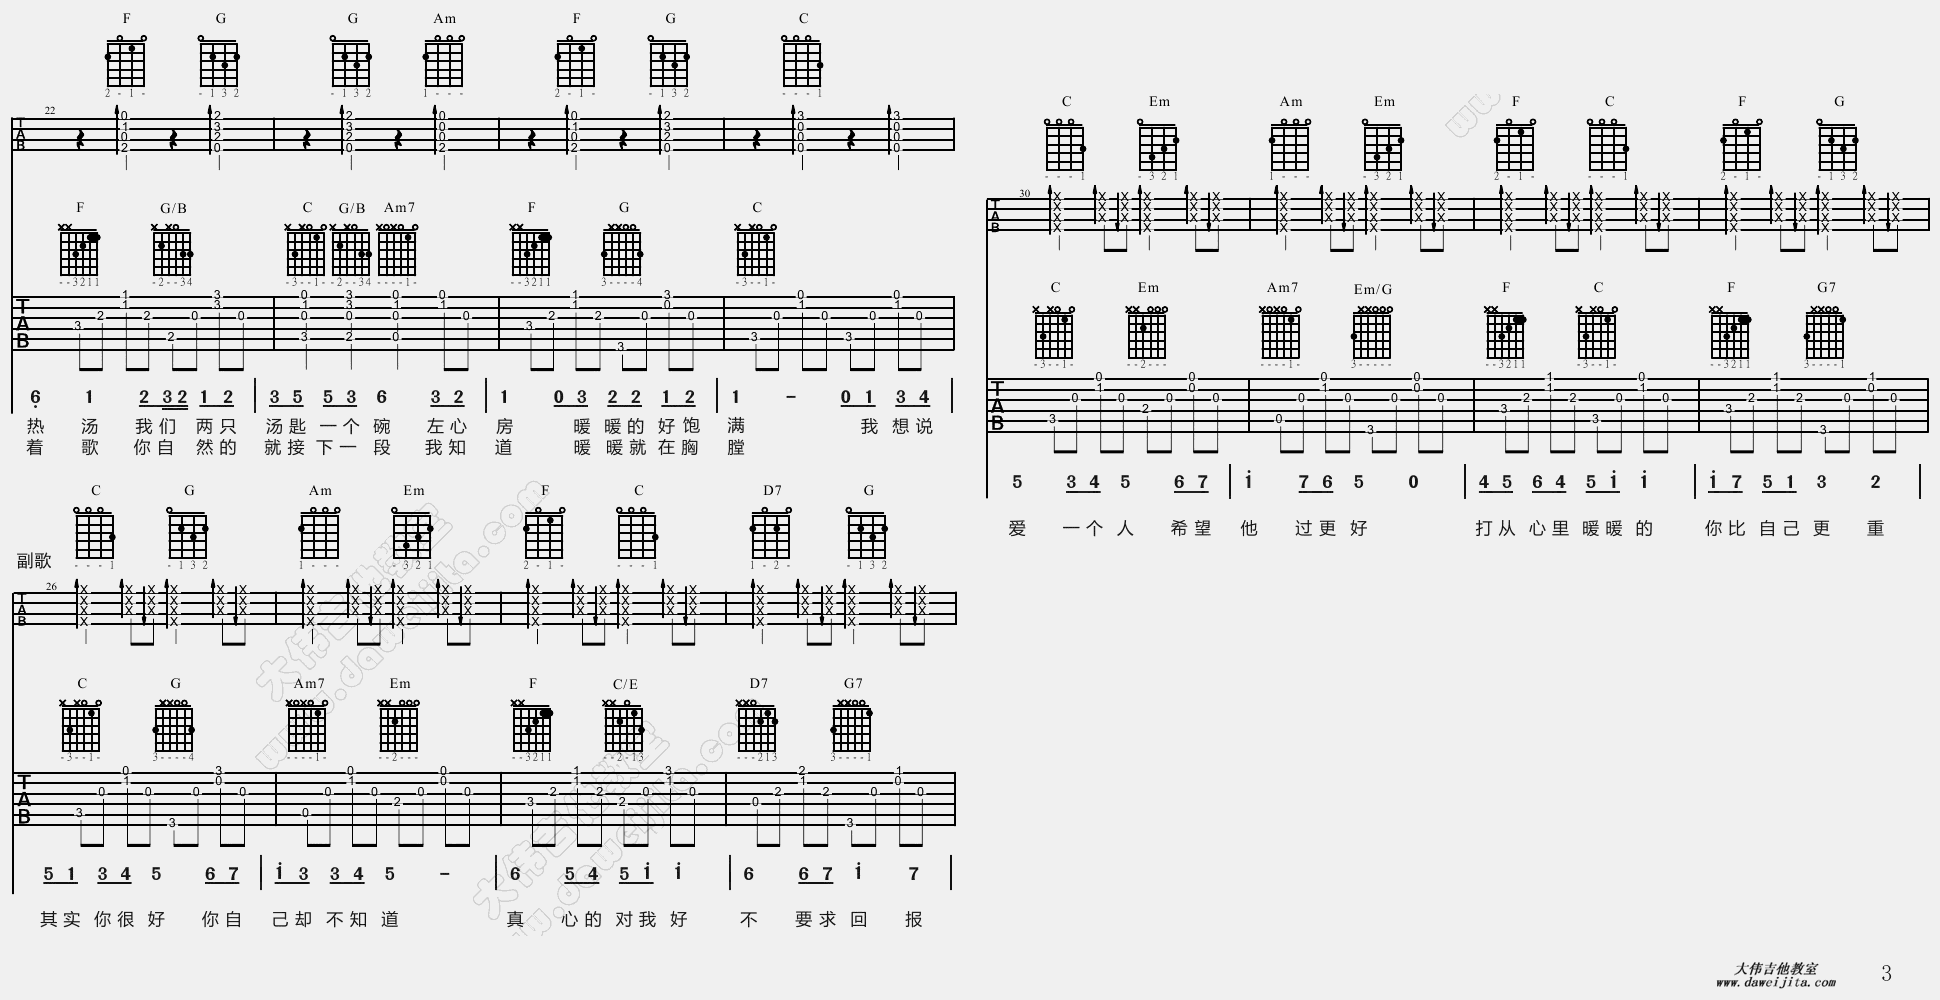 F G G Am F G C
22
F G/B C G/B Am7 F G C
6 1 2 3 2 1 2 3 5 5 3 6 3 2 1 0 3 2 2 1 2 1 - 0 1 3 4
热 汤 我们 两只 汤匙 一个 碗 左心 房 暖 暖的 好饱 满 我 想说
着 歌 你自 然的 就接 下一 段 我知 道 暖 暖就 在胸 膛
C G Am Em F C D7 G
副歌
26
C G Am7 Em F C/E D7 G7
5 1 3 4 5 6 7 i 3 3 4 5 - 6 5 4 5 i i 6 6 7 i 7
其实 你很 好 你自 己却 不知 道 真 心的 对我 好 不 要求 回 报
C Em Am Em F C F G
30
C Em Am7 Em/G F C F G7
5 3 4 5 6 7 i 7 6 5 0 4 5 6 4 5 i i i 7 5 1 3 2
爱 一个 人 希望 他 过更 好 打从 心里 暖暖 的 你比 自己 更 重
大伟吉他教室
www.daweijita.com
3